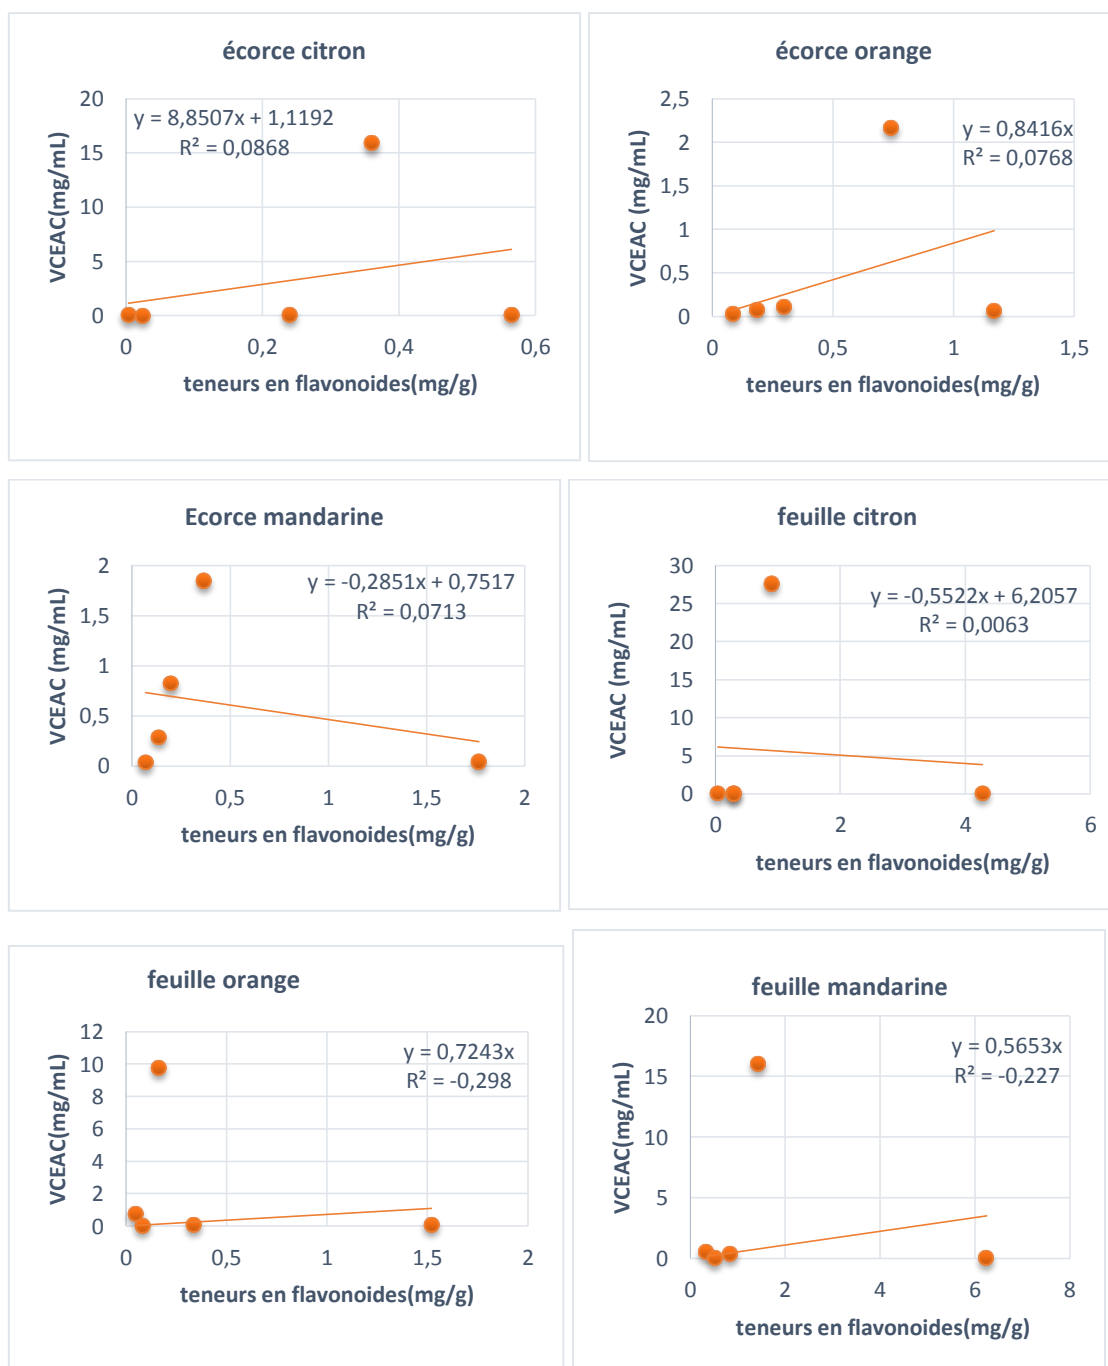 écorce citron
y = 8,8507x + 1,1192
R² = 0,0868
20
15
10
5
0
0
0,2
0,4
0,6
VCEAC(mg/mL)
teneurs en flavonoides(mg/g)
écorce orange
y = 0,8416x
R² = 0,0768
2,5
2
1,5
1
0,5
0
0
0,5
1
1,5
VCEAC (mg/mL)
teneurs en flavonoides(mg/g)
Ecorce mandarine
y = -0,2851x + 0,7517
R² = 0,0713
2
1,5
1
0,5
0
0
0,5
1
1,5
2
VCEAC (mg/mL)
teneurs en flavonoides(mg/g)
feuille citron
y = -0,5522x + 6,2057
R² = 0,0063
30
25
20
15
10
5
0
0
2
4
6
VCEAC (mg/mL)
teneurs en flavonoides(mg/g)
feuille orange
y = 0,7243x
R² = -0,298
12
10
8
6
4
2
0
0
0,5
1
1,5
2
VCEAC(mg/mL)
teneurs en flavonoides(mg/g)
feuille mandarine
y = 0,5653x
R² = -0,227
20
15
10
5
0
0
2
4
6
8
VCEAC(mg/mL)
teneurs en flavonoides(mg/g)